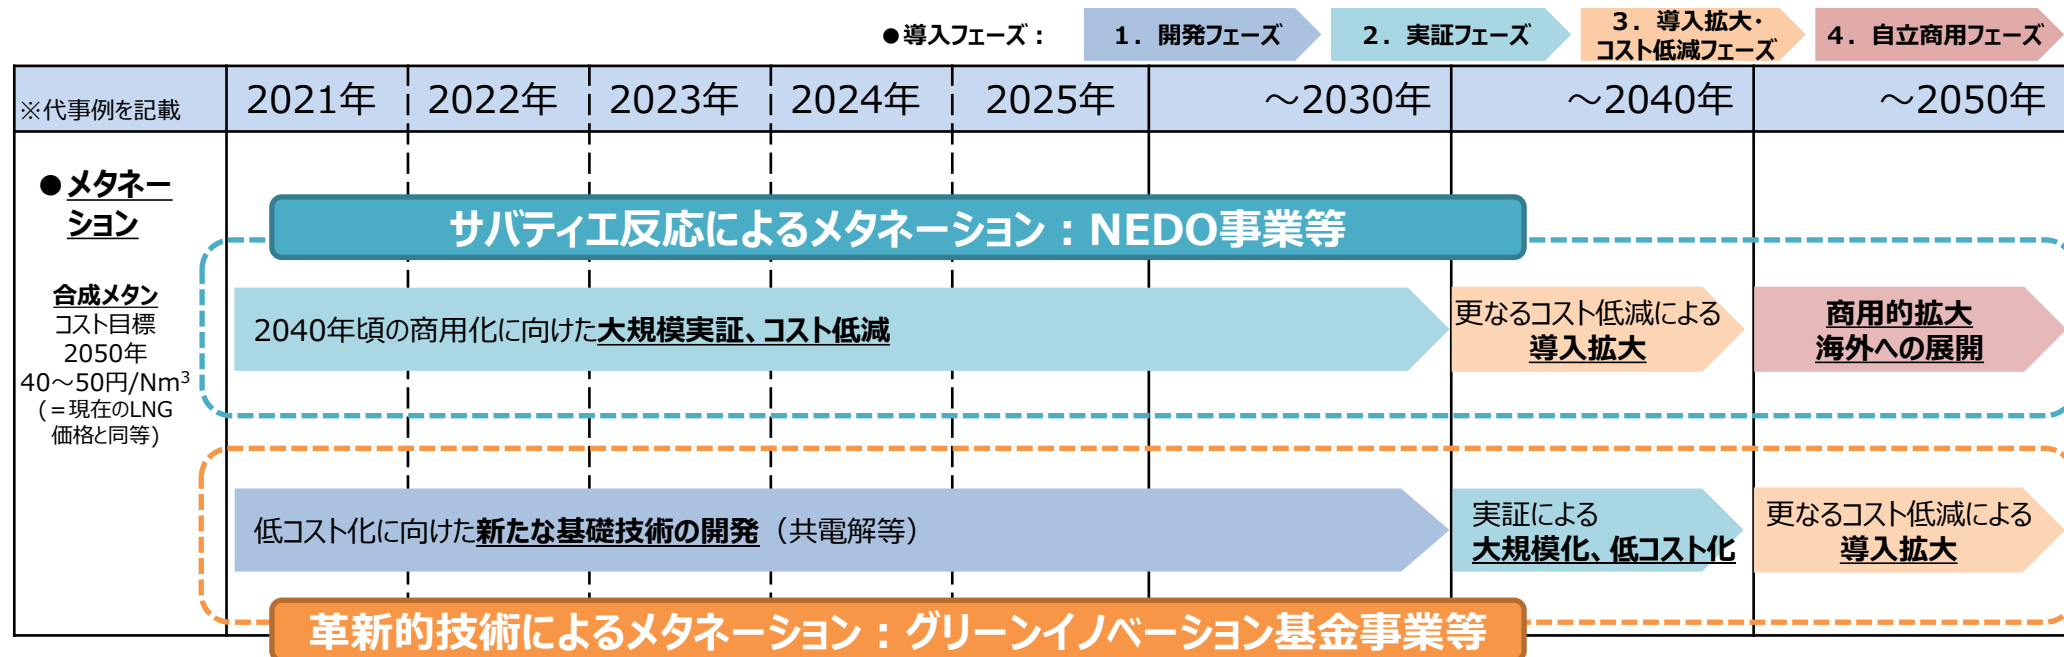 ●導入フェーズ：
1．開発フェーズ
2．実証フェーズ
3．導入拡大・
コスト低減フェーズ
4．自立商用フェーズ
※代事例を記載
2021年
2022年
2023年
2024年
2025年
～2030年
～2040年
～2050年
●メタネー
ション
合成メタン
コスト目標
2050年
40～50円/Nm³
(＝現在のLNG
価格と同等)
サバティエ反応によるメタネーション：NEDO事業等
2040年頃の商用化に向けた大規模実証、コスト低減
更なるコスト低減による
導入拡大
商用的拡大
海外への展開
低コスト化に向けた新たな基礎技術の開発（共電解等）
実証による
大規模化、低コスト化
更なるコスト低減による
導入拡大
革新的技術によるメタネーション：グリーンイノベーション基金事業等